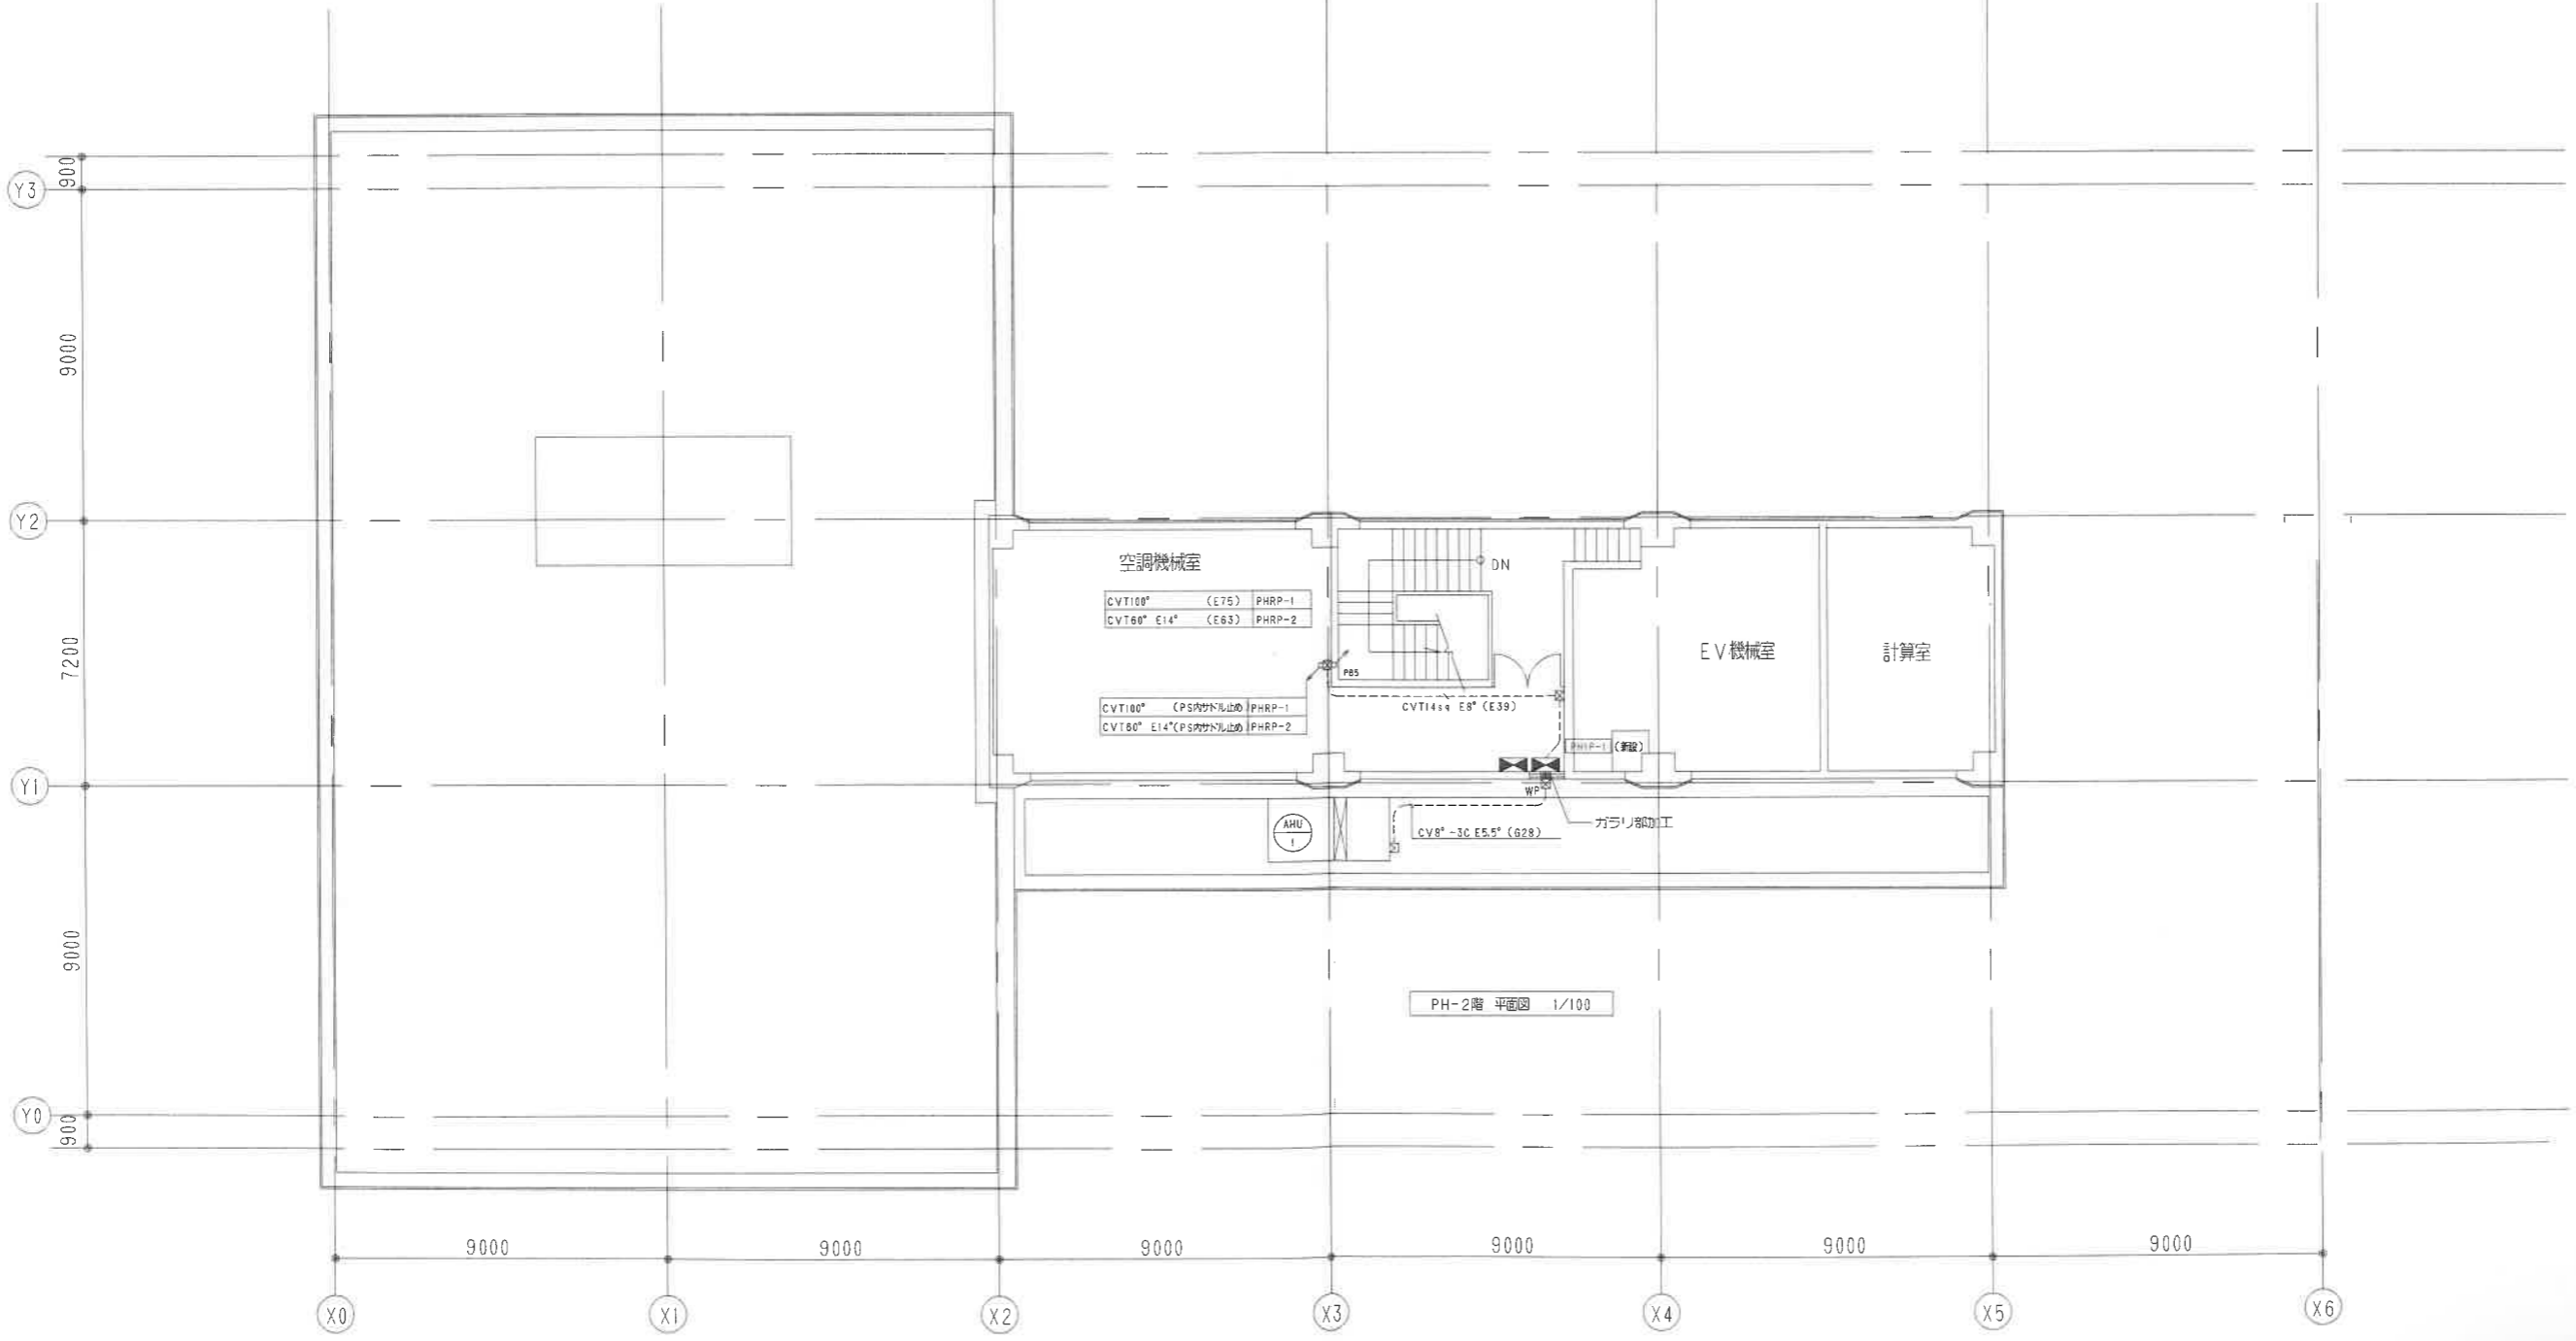 900
Y3
9000
Y2
7200
Y1
9000
Y0
900
空調機械室
CVT100° (E75) PHRP-1
CVT60° E14° (E63) PHRP-2
DN
EV機械室
計算室
CVT100° (PS内サドル止め) PHRP-1
CVT60° E14° (PS内サドル止め) PHRP-2
CVT14sq E8° (E39)
(新設)
WP
AHU
1
CV8°-3C E5.5° (G28)
ガラリ部加工
PH-2階 平面図 1/100
9000 9000 9000 9000 9000 9000
X0 X1 X2 X3 X4 X5 X6